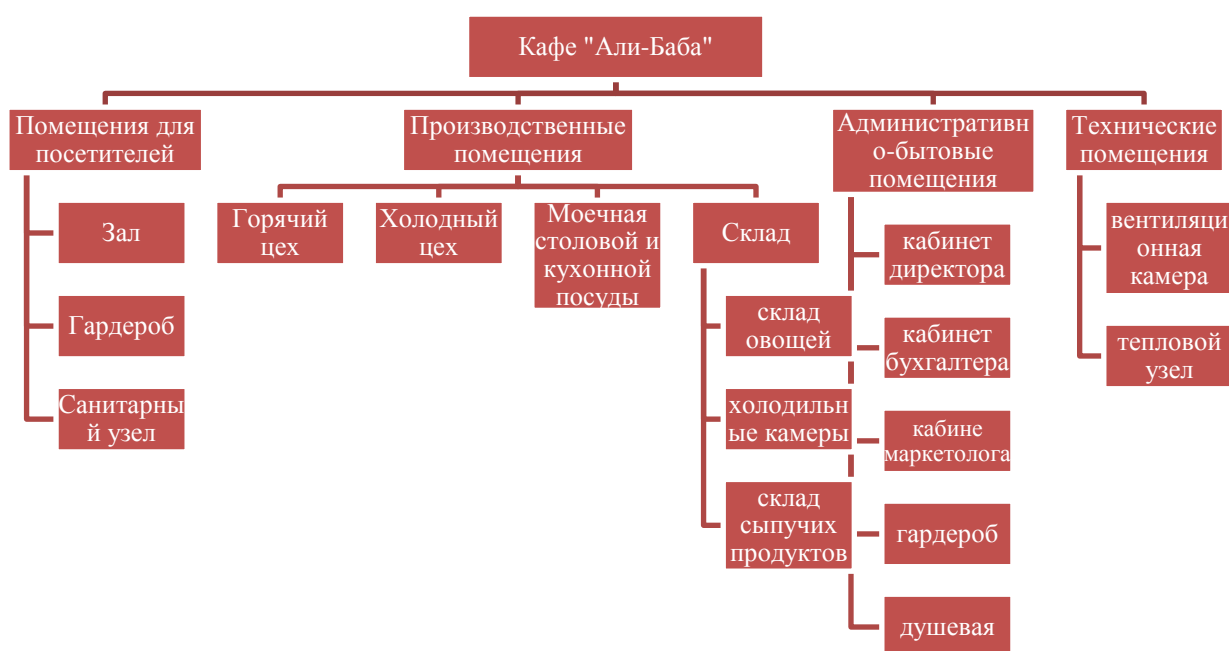 Кафе "Али-Баба"
Помещения для
посетителей
Зал
Гардероб
Санитарны
й узел
Производственные
помещения
Горячий
цех
Холодный
цех
Моечная
столовой и
кухонной
посуды
Склад
склад
овощей
холодильн
ые камеры
склад
сыпучих
продуктов
Административн
о-бытовые
помещения
кабинет
директора
кабинет
бухгалтера
кабине
маркетолога
гардероб
душевая
Технические
помещения
вентиляци
онная
камера
тепловой
узел